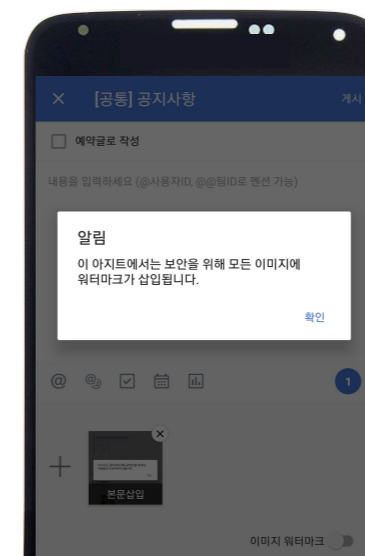 [공통] 공지사항
게시
예약글로 작성
내용을 입력하세요 (@사용자ID, @@팀ID로 멘션 가능)
알림
이 아지트에서는 보안을 위해 모든 이미지에
워터마크가 삽입됩니다.
확인
1
본문삽입
이미지 워터마크